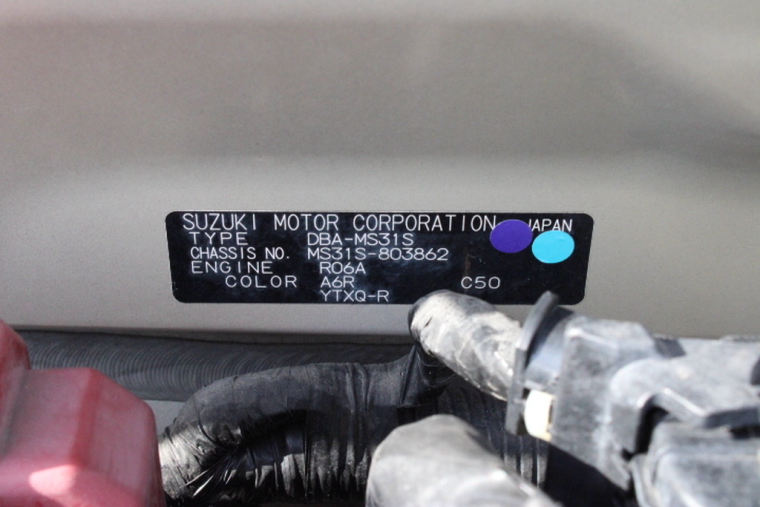 SUZUKI MOTOR CORPORATION JAPAN
TYPE DBA-MS31S
CHASSIS NO. MS31S-803862
ENGINE R06A
COLOR A6R C50
YTXQ-R